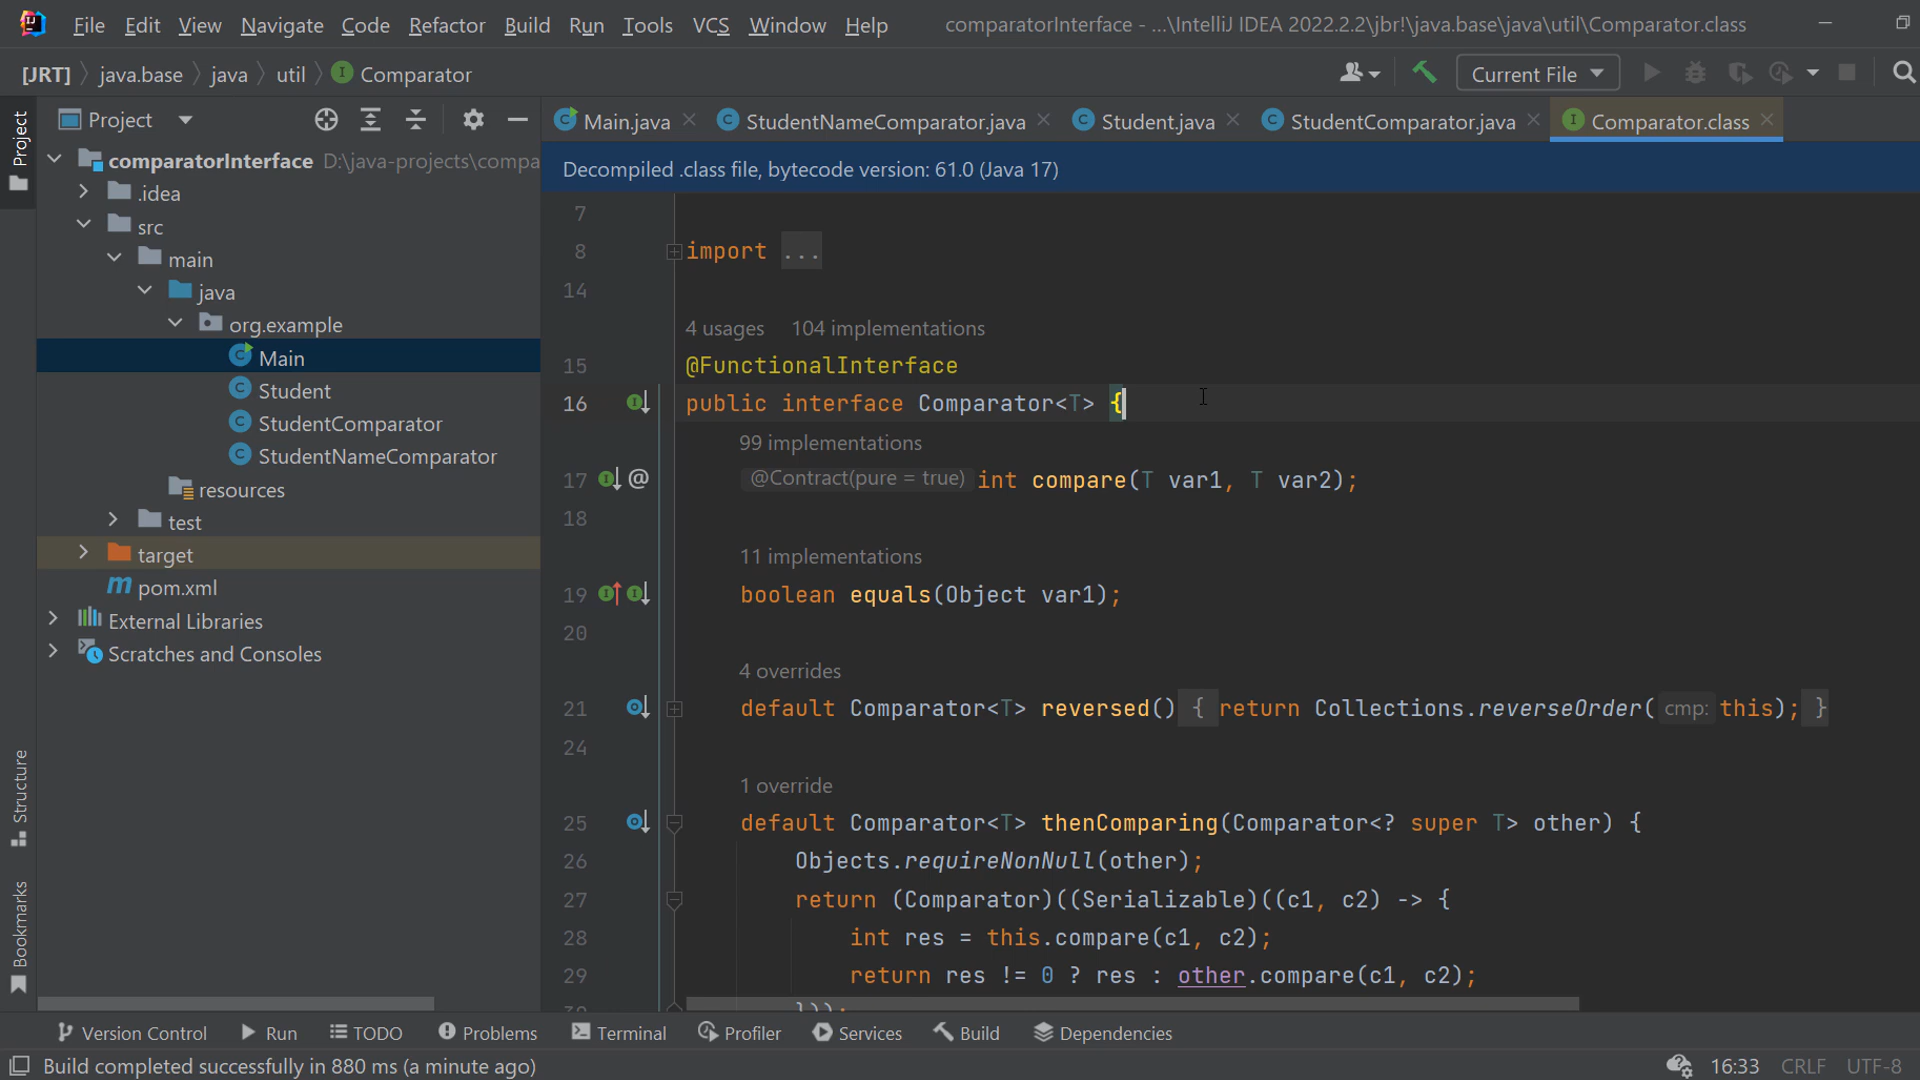 File Edit View Navigate Code Refactor Build Run Tools VCS Window Help comparatorInterface - ...\IntelliJ IDEA 2022.2.2\jbr!\java.base\java\util\Comparator.class
[JRT] java.base java util I Comparator Current File
Project
Project
Main.java StudentNameComparator.java Student.java StudentComparator.java Comparator.class
comparatorInterface D:\java-projects\compa
.idea
src
main
java
org.example
Main
Student
StudentComparator
StudentNameComparator
resources
test
target
pom.xml
External Libraries
Scratches and Consoles
Structure
Bookmarks
Decompiled .class file, bytecode version: 61.0 (Java 17)
7
8 import ...
14
4 usages 104 implementations
15 @FunctionalInterface
16 public interface Comparator<T> {
99 implementations
17 @ @Contract(pure = true) int compare(T var1, T var2);
18
11 implementations
19 boolean equals(Object var1);
20
4 overrides
21 default Comparator<T> reversed() { return Collections.reverseOrder( cmp: this); }
24
1 override
25 default Comparator<T> thenComparing(Comparator<? super T> other) {
26 Objects.requireNonNull(other);
27 return (Comparator)((Serializable)((c1, c2) -> {
28 int res = this.compare(c1, c2);
29 return res != 0 ? res : other.compare(c1, c2);
Version Control Run TODO Problems Terminal Profiler Services Build Dependencies
Build completed successfully in 880 ms (a minute ago) 16:33 CRLF UTF-8